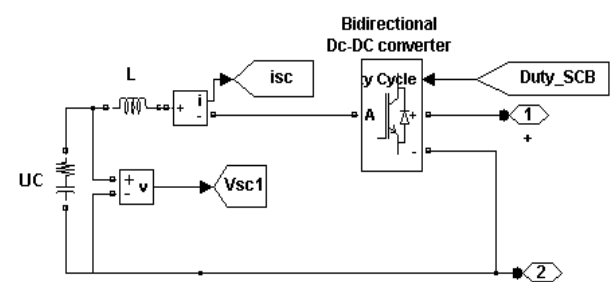 Bidirectional
Dc-DC converter
L
isc
y Cycle
Duty_SCB
+
i
-
A
+
1
+
-
UC
+
-
v
Vsc1
2